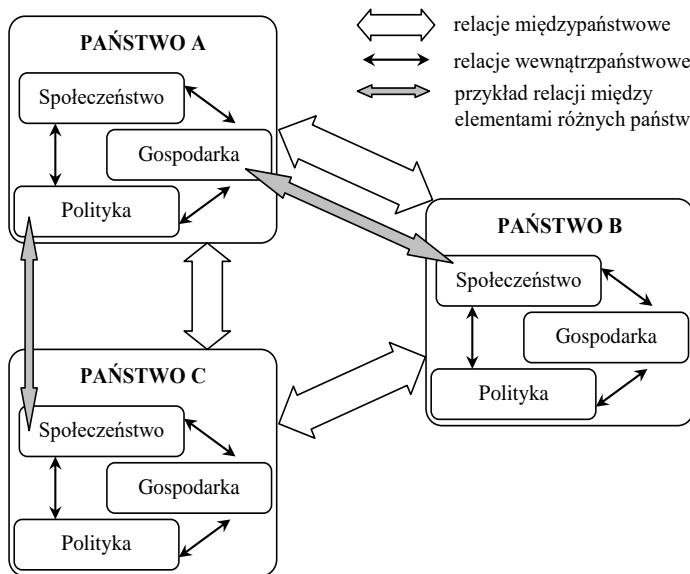 PAŃSTWO A
Społeczeństwo
Gospodarka
Polityka
relacje międzypaństwowe
relacje wewnątrzpaństwowe
przykład relacji między
elementami różnych państw
PAŃSTWO B
Społeczeństwo
Gospodarka
Polityka
PAŃSTWO C
Społeczeństwo
Gospodarka
Polityka